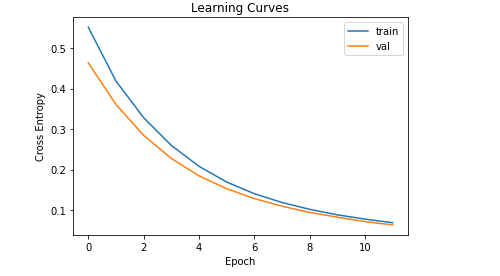 Learning Curves
train
val
0.5
0.4
0.3
0.2
0.1
Cross Entropy
0 2 4 6 8 10
Epoch